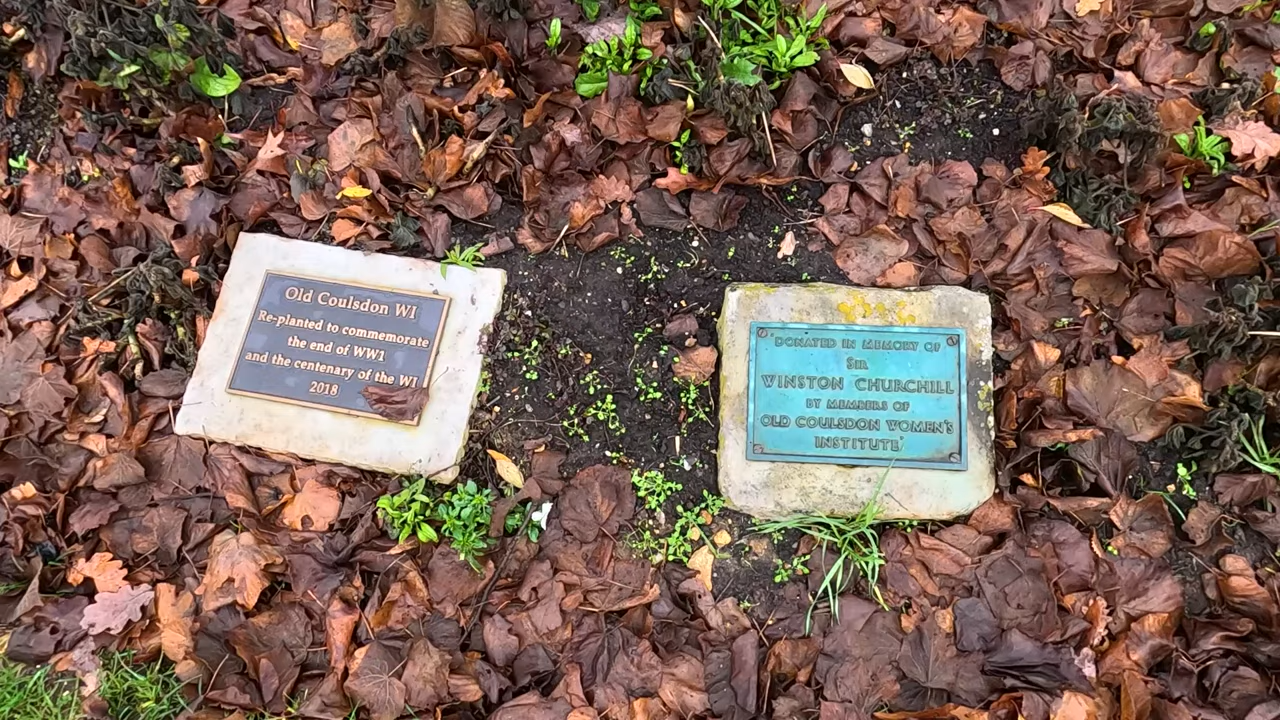 Old Coulsdon WI
Re-planted to commemorate
the end of WW1
and the centenary of the WI
2018
DONATED IN MEMORY OF
SIR
WINSTON CHURCHILL
BY MEMBERS OF
OLD COULSDON WOMEN'S
INSTITUTE